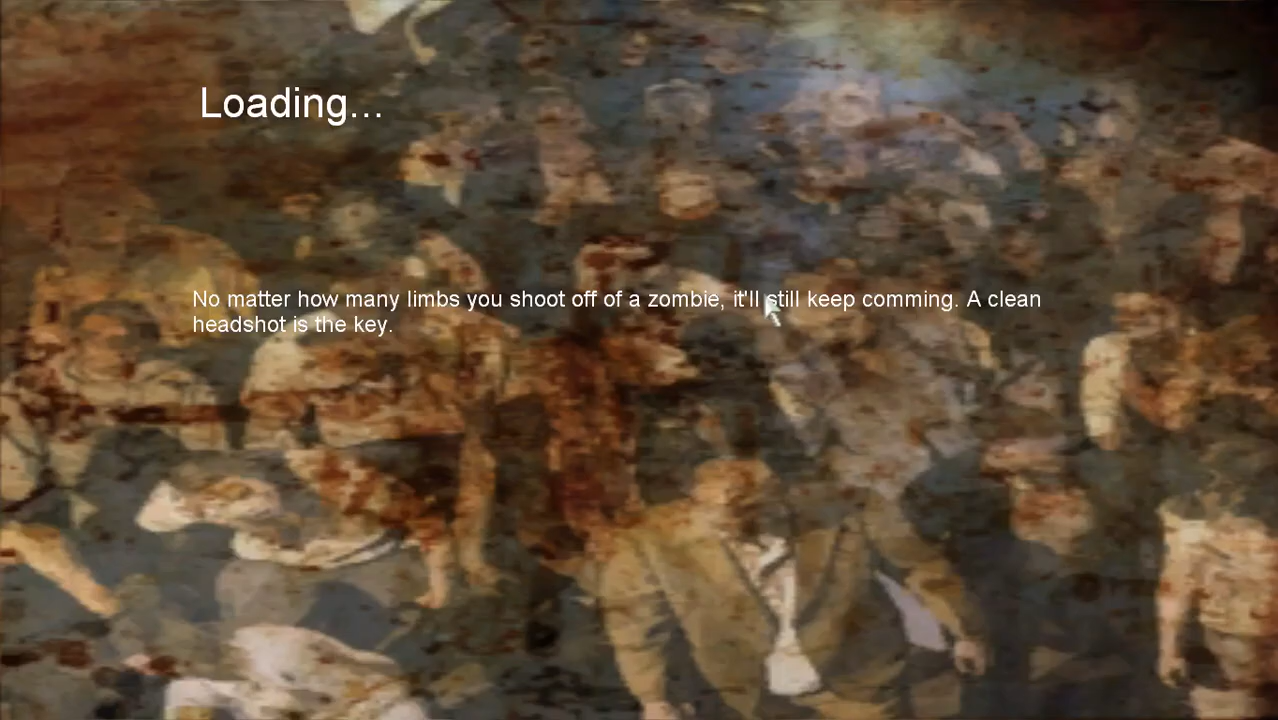 Loading...
No matter how many limbs you shoot off of a zombie, it'll still keep comming. A clean
headshot is the key.